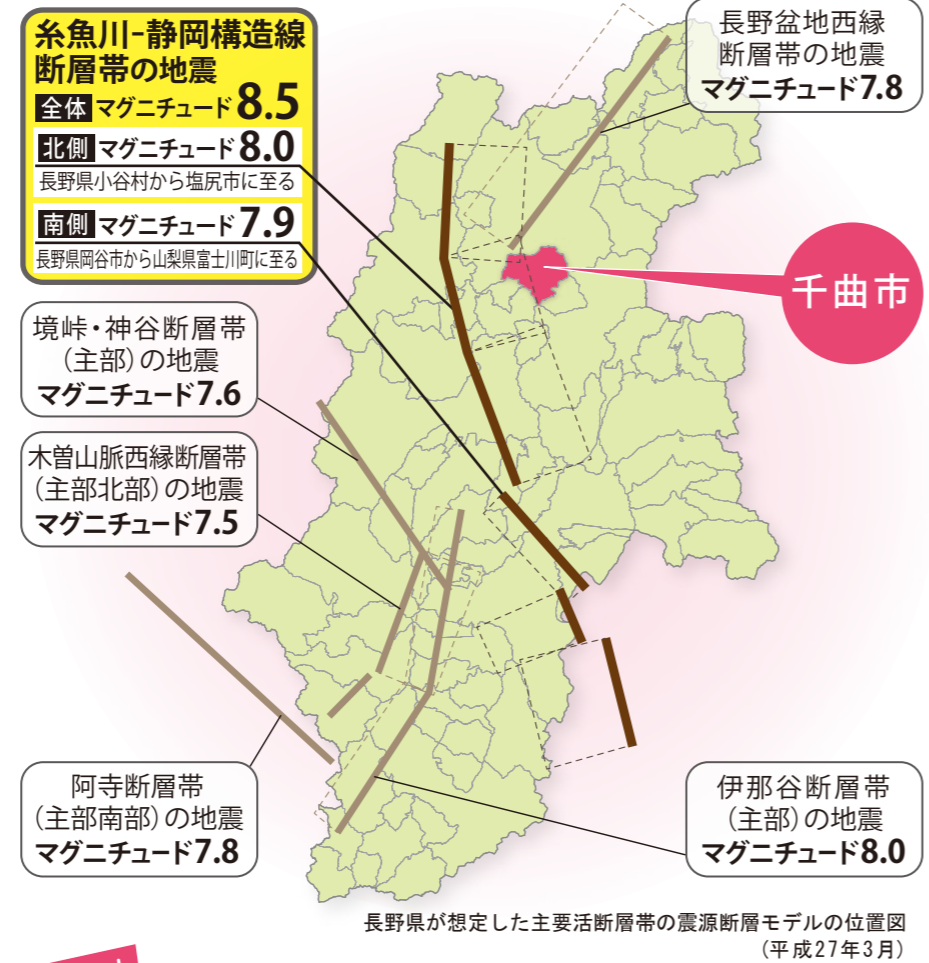 糸魚川-静岡構造線
断層帯の地震
全体 マグニチュード8.5
北側 マグニチュード8.0
長野県小谷村から塩尻市に至る
南側 マグニチュード7.9
長野県岡谷市から山梨県富士川町に至る
長野盆地西縁
断層帯の地震
マグニチュード7.8
千曲市
境峠・神谷断層帯
(主部)の地震
マグニチュード7.6
木曽山脈西縁断層帯
(主部北部)の地震
マグニチュード7.5
阿寺断層帯
(主部南部)の地震
マグニチュード7.8
伊那谷断層帯
(主部)の地震
マグニチュード8.0
長野県が想定した主要活断層帯の震源断層モデルの位置図
(平成27年3月)